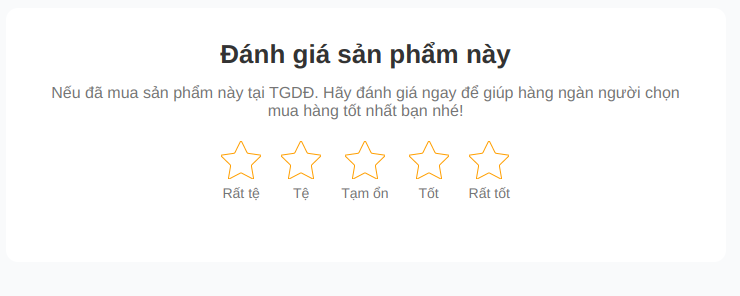 Đánh giá sản phẩm này
Nếu đã mua sản phẩm này tại TGDĐ. Hãy đánh giá ngay để giúp hàng ngàn người chọn
mua hàng tốt nhất bạn nhé!
Rất tệ Tệ Tạm ổn Tốt Rất tốt